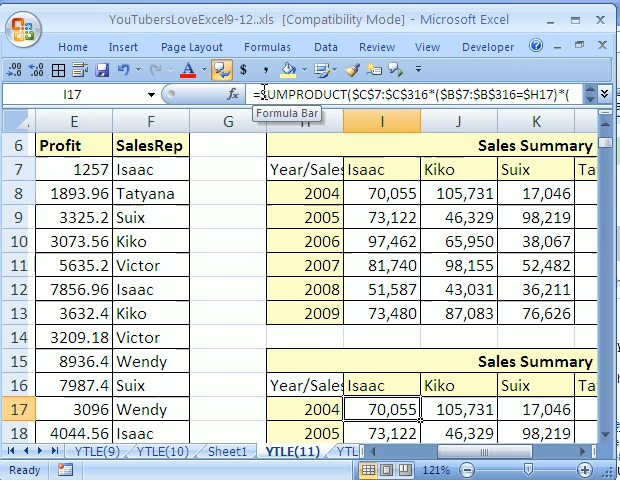 YouTubersLoveExcel9-12..xls [Compatibility Mode] - Microsoft Excel
Home Insert Page Layout Formulas Data Review View Developer
I17 fx =SUMPRODUCT($C$7:$C$316*($B$7:$B$316=$H17)*(
Formula Bar
E F G H I J K
6 Profit SalesRep Sales Summary
7 1257 Isaac Year/Sales Isaac Kiko Suix Tat
8 1893.96 Tatyana 2004 70,055 105,731 17,046
9 3325.2 Suix 2005 73,122 46,329 98,219
10 3073.56 Kiko 2006 97,462 65,950 38,067
11 5635.2 Victor 2007 81,740 98,155 52,482
12 7856.96 Isaac 2008 51,587 43,031 36,211
13 3632.4 Kiko 2009 73,480 87,083 76,626
14 3209.18 Victor
15 8936.4 Wendy Sales Summary
16 7987.4 Suix Year/Sales Isaac Kiko Suix Tat
17 3096 Wendy 2004 70,055 105,731 17,046
18 4044.56 Isaac 2005 73,122 46,329 98,219
YTLE(9) YTLE(10) Sheet1 YTLE(11) YTL
Ready 121%